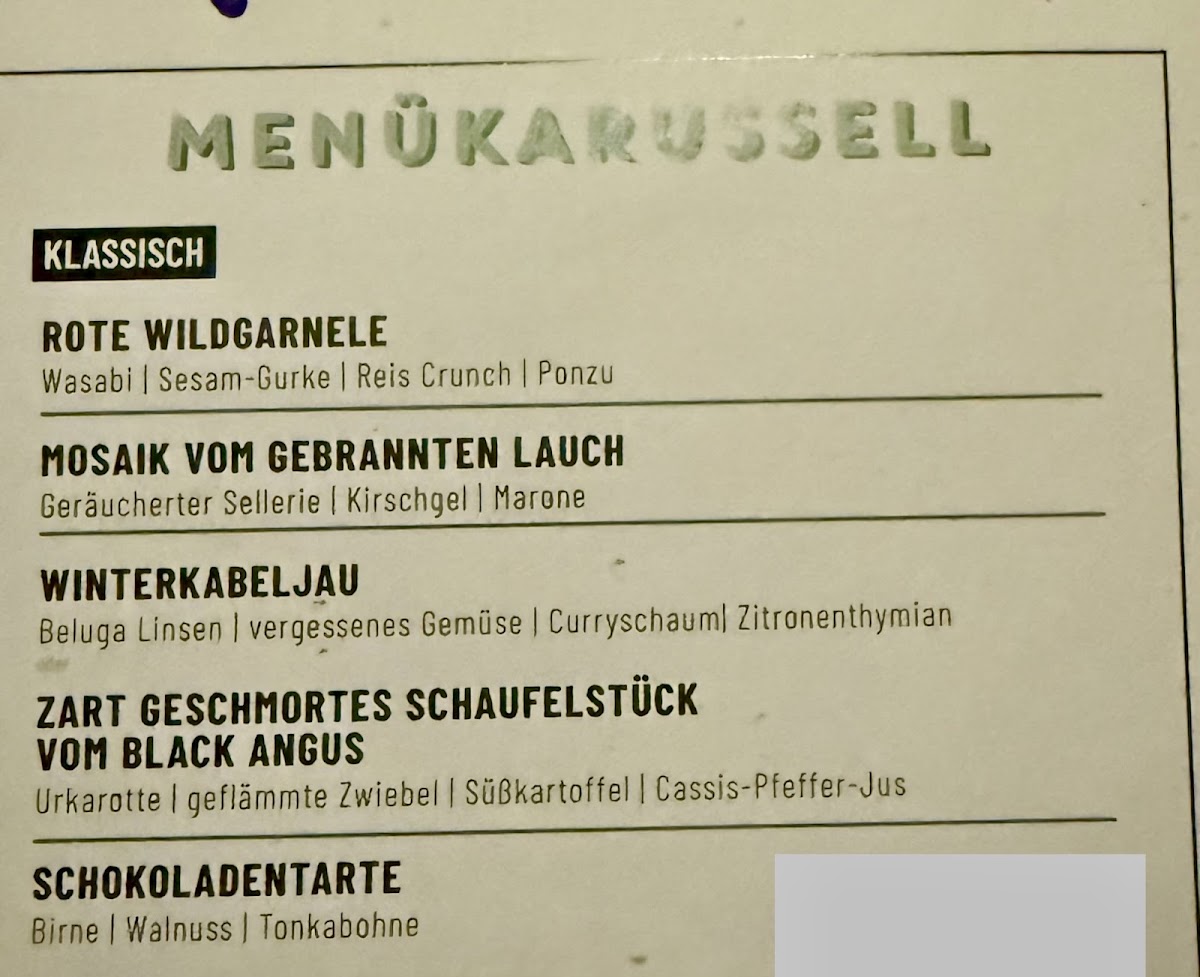 MENÜKARUSSELL
KLASSISCH
ROTE WILDGARNELE
Wasabi | Sesam-Gurke | Reis Crunch | Ponzu
MOSAIK VOM GEBRANNTEN LAUCH
Geräucherter Sellerie | Kirschgel | Marone
WINTERKABELJAU
Beluga Linsen | vergessenes Gemüse | Curryschaum| Zitronenthymian
ZART GESCHMORTES SCHAUFELSTÜCK
VOM BLACK ANGUS
Urkarotte | geflämmte Zwiebel | Süßkartoffel | Cassis-Pfeffer-Jus
SCHOKOLADENTARTE
Birne | Walnuss | Tonkabohne